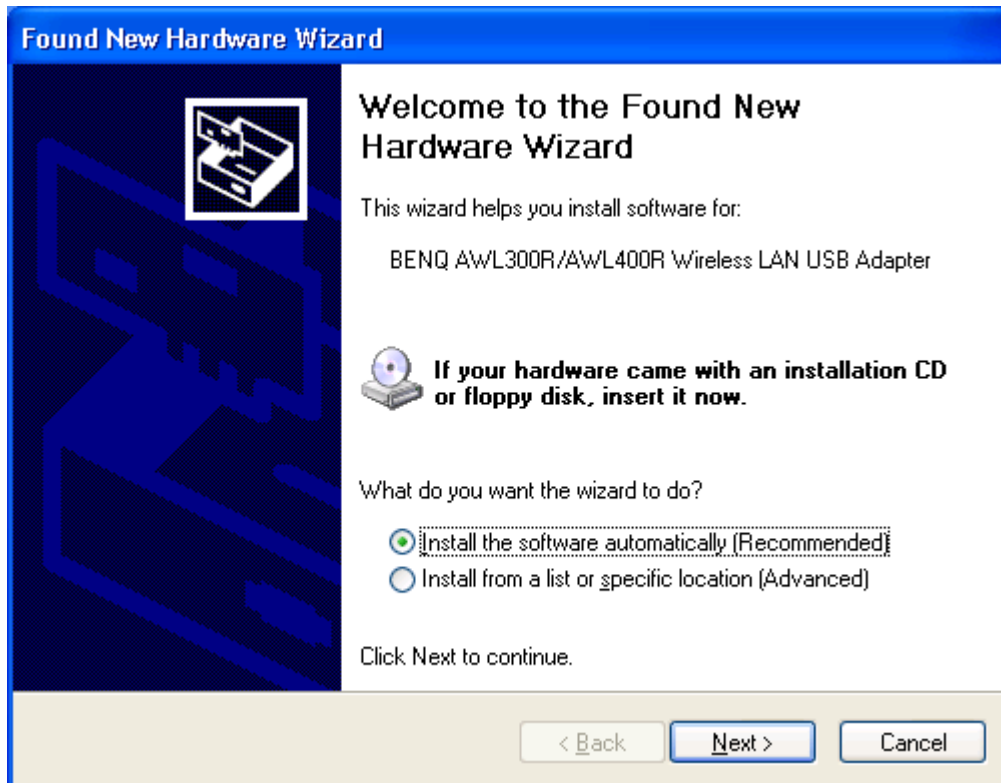 Found New Hardware Wizard
Welcome to the Found New
Hardware Wizard
This wizard helps you install software for:
BENQ AWL300R/AWL400R Wireless LAN USB Adapter
If your hardware came with an installation CD
or floppy disk, insert it now.
What do you want the wizard to do?
Install the software automatically (Recommended)
Install from a list or specific location (Advanced)
Click Next to continue.
< Back Next > Cancel